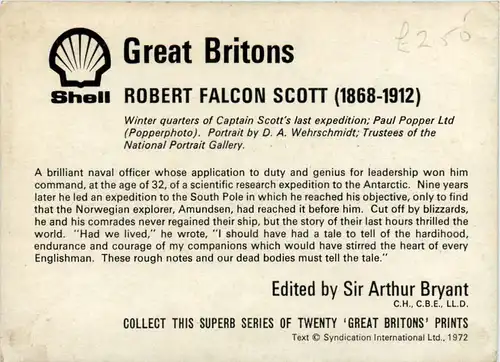 £2.50
Great Britons
Shell
ROBERT FALCON SCOTT (1868-1912)
Winter quarters of Captain Scott's last expedition; Paul Popper Ltd
(Popperphoto). Portrait by D. A. Wehrschmidt; Trustees of the
National Portrait Gallery.
A brilliant naval officer whose application to duty and genius for leadership won him
command, at the age of 32, of a scientific research expedition to the Antarctic. Nine years
later he led an expedition to the South Pole in which he reached his objective, only to find
that the Norwegian explorer, Amundsen, had reached it before him. Cut off by blizzards,
he and his comrades never regained their ship, but the story of their last hours thrilled the
world. "Had we lived," he wrote, "I should have had a tale to tell of the hardihood,
endurance and courage of my companions which would have stirred the heart of every
Englishman. These rough notes and our dead bodies must tell the tale."
Edited by Sir Arthur Bryant
C.H., C.B.E., LL.D.
COLLECT THIS SUPERB SERIES OF TWENTY 'GREAT BRITONS' PRINTS
Text © Syndication International Ltd., 1972